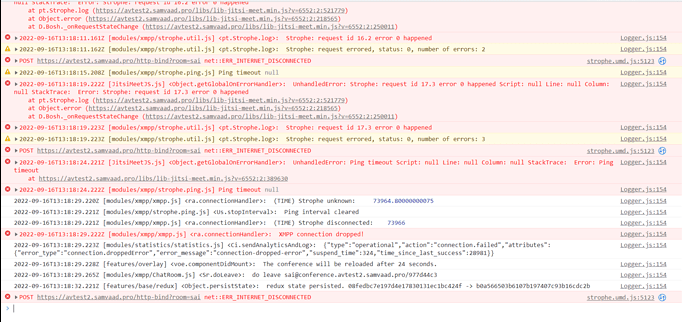 null StackTrace: Error: Strophe: request id 16.2 error 0 happened
at pt.Strophe.log (https://avtest2.samvaad.pro/libs/lib-jitsi-meet.min.js?v=6552:2:521779)
at Object.error (https://avtest2.samvaad.pro/libs/lib-jitsi-meet.min.js?v=6552:2:218565)
at D.Bosh._onRequestStateChange (https://avtest2.samvaad.pro/libs/lib-jitsi-meet.min.js?v=6552:2:250011)
2022-09-16T13:18:11.161Z [modules/xmpp/strophe.util.js] <pt.Strophe.log>: Strophe: request id 16.2 error 0 happened Logger.js:154
2022-09-16T13:18:11.162Z [modules/xmpp/strophe.util.js] <pt.Strophe.log>: Strophe: request errored, status: 0, number of errors: 2 Logger.js:154
POST https://avtest2.samvaad.pro/http-bind?room=sai net::ERR_INTERNET_DISCONNECTED strophe.umd.js:5123
2022-09-16T13:18:15.208Z [modules/xmpp/strophe.ping.js] Ping timeout null Logger.js:154
2022-09-16T13:18:19.223Z [JitsiMeetJS.js] <Object.getGlobalOnErrorHandler>: UnhandledError: Strophe: request id 17.3 error 0 happened Script: null Line: null Column: Logger.js:154
null StackTrace: Error: Strophe: request id 17.3 error 0 happened
at pt.Strophe.log (https://avtest2.samvaad.pro/libs/lib-jitsi-meet.min.js?v=6552:2:521779)
at Object.error (https://avtest2.samvaad.pro/libs/lib-jitsi-meet.min.js?v=6552:2:218565)
at D.Bosh._onRequestStateChange (https://avtest2.samvaad.pro/libs/lib-jitsi-meet.min.js?v=6552:2:250011)
2022-09-16T13:18:19.223Z [modules/xmpp/strophe.util.js] <pt.Strophe.log>: Strophe: request id 17.3 error 0 happened Logger.js:154
2022-09-16T13:18:19.223Z [modules/xmpp/strophe.util.js] <pt.Strophe.log>: Strophe: request errored, status: 0, number of errors: 3 Logger.js:154
POST https://avtest2.samvaad.pro/http-bind?room=sai net::ERR_INTERNET_DISCONNECTED strophe.umd.js:5123
2022-09-16T13:18:24.221Z [JitsiMeetJS.js] <Object.getGlobalOnErrorHandler>: UnhandledError: Ping timeout Script: null Line: null Column: null StackTrace: Error: Ping Logger.js:154
timeout
at https://avtest2.samvaad.pro/libs/lib-jitsi-meet.min.js?v=6552:2:389630
2022-09-16T13:18:24.222Z [modules/xmpp/strophe.ping.js] Ping timeout null Logger.js:154
2022-09-16T13:18:29.220Z [modules/xmpp/xmpp.js] <ra.connectionHandler>: (TIME) Strophe unknown: 73964.80000000075 Logger.js:154
2022-09-16T13:18:29.221Z [modules/xmpp/strophe.ping.js] <Us.stopInterval>: Ping interval cleared Logger.js:154
2022-09-16T13:18:29.221Z [modules/xmpp/xmpp.js] <ra.connectionHandler>: (TIME) Strophe disconnected: 73966 Logger.js:154
2022-09-16T13:18:29.222Z [modules/xmpp/xmpp.js] <ra.connectionHandler>: XMPP connection dropped! Logger.js:154
2022-09-16T13:18:29.223Z [modules/statistics/statistics.js] <Ci.sendAnalyticsAndLog>: {"type":"operational","action":"connection.failed","attributes": Logger.js:154
{"error_type":"connection.droppedError","error_message":"connection-dropped-error","suspend_time":324,"time_since_last_success":28981}}
2022-09-16T13:18:29.228Z [features/overlay] <voe.componentDidMount>: The conference will be reloaded after 24 seconds. Logger.js:154
2022-09-16T13:18:29.265Z [modules/xmpp/ChatRoom.js] <Sr.doLeave>: do leave sai@conference.avtest2.samvaad.pro/977d44c3 Logger.js:154
2022-09-16T13:18:32.221Z [features/base/redux] <Object.persistState>: redux state persisted. 08fedbc7e197d4e17830131ec1bc424f -> b0a566503b6107b197407c93b16cdc2b Logger.js:154
POST https://avtest2.samvaad.pro/http-bind?room=sai net::ERR_INTERNET_DISCONNECTED strophe.umd.js:5123